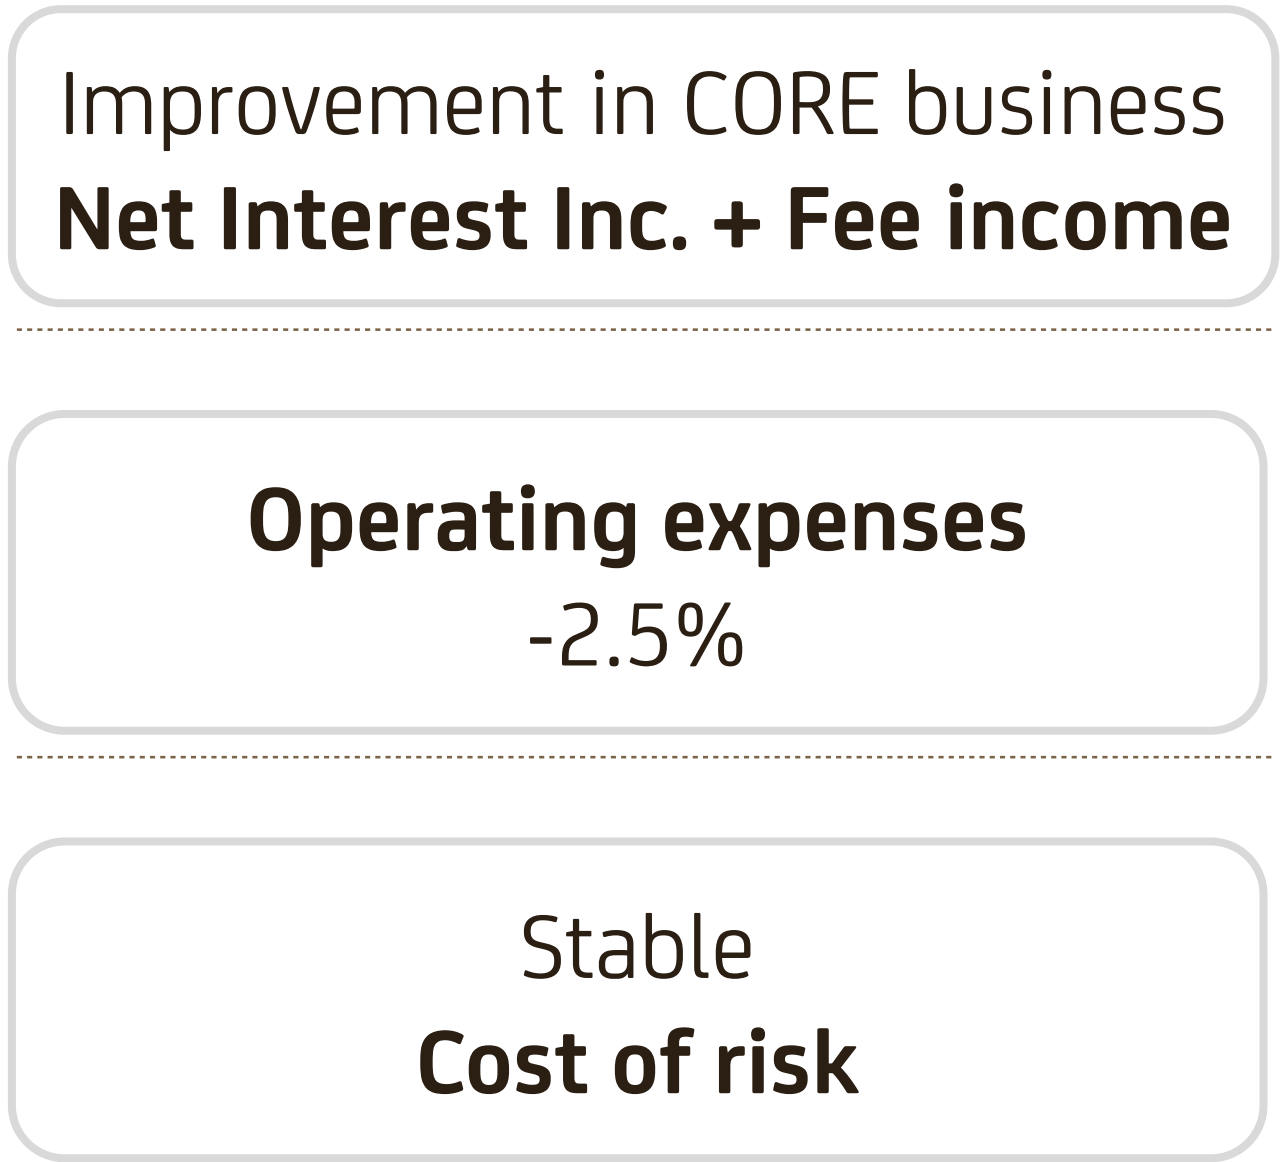 Improvement in CORE business
Net Interest Inc. + Fee income
Operating expenses
-2.5%
Stable
Cost of risk